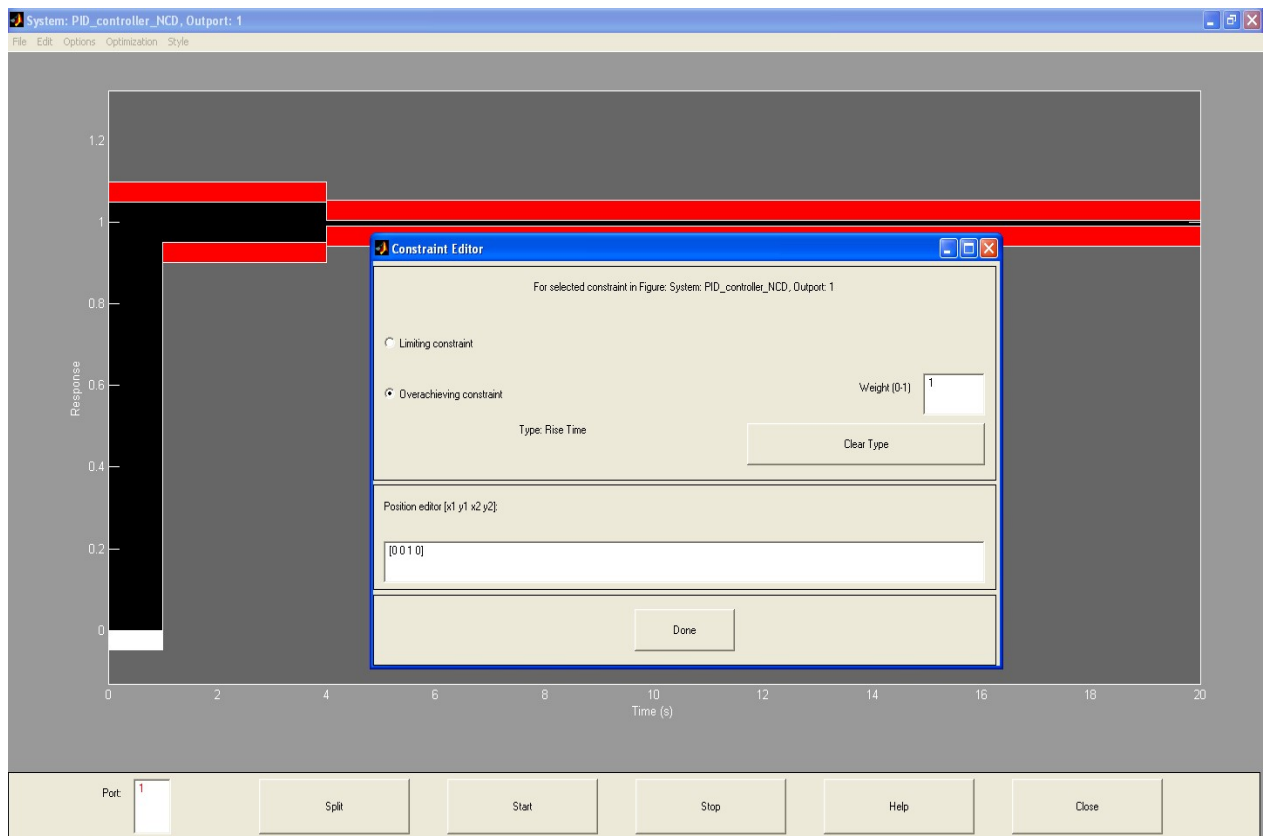 System: PID_controller_NCD, Outport: 1
File Edit Options Optimization Style
1.2
1
0.8
0.6
0.4
0.2
0
Response
0 2 4 6 8 10 12 14 16 18 20
Time (s)
Constraint Editor
For selected constraint in Figure: System: PID_controller_NCD, Outport: 1
Limiting constraint
Overachieving constraint
Weight (0-1)
1
Type: Rise Time
Clear Type
Position editor [x1 y1 x2 y2]:
[0 0 1 0]
Done
Port:
1
Split
Start
Stop
Help
Close